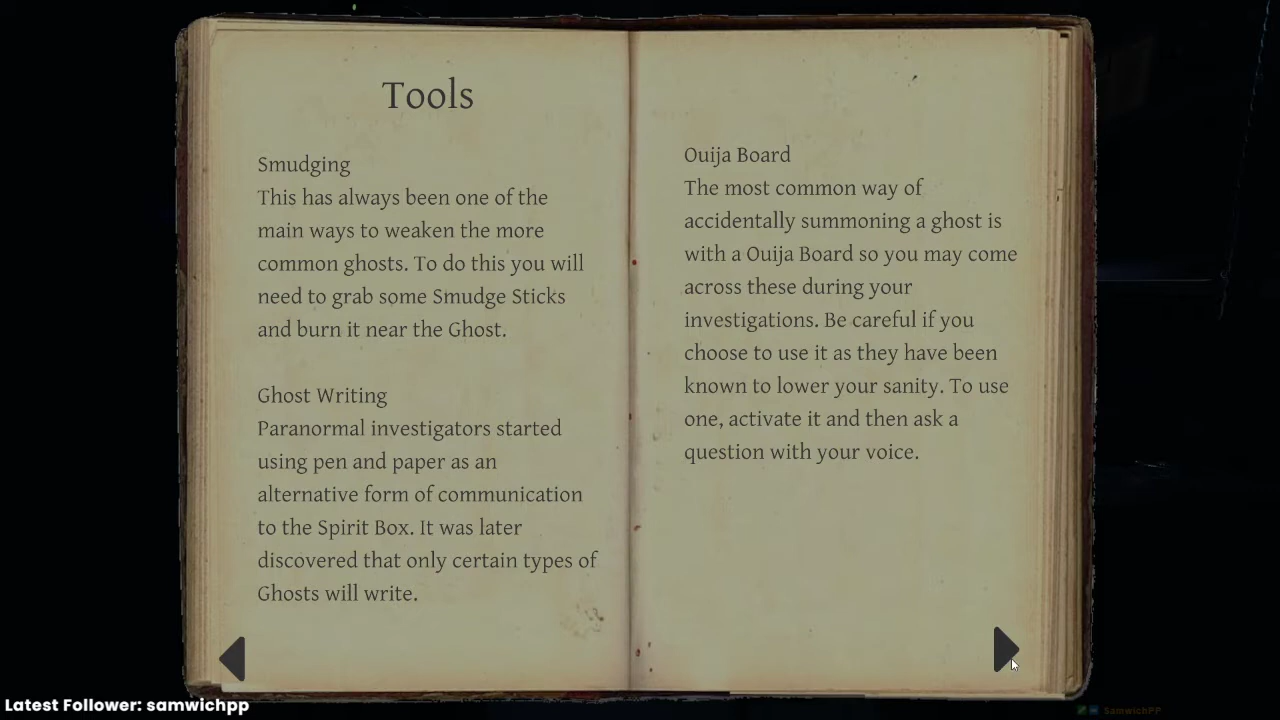 Tools
Smudging
This has always been one of the
main ways to weaken the more
common ghosts. To do this you will
need to grab some Smudge Sticks
and burn it near the Ghost.
Ghost Writing
Paranormal investigators started
using pen and paper as an
alternative form of communication
to the Spirit Box. It was later
discovered that only certain types of
Ghosts will write.
Ouija Board
The most common way of
accidentally summoning a ghost is
with a Ouija Board so you may come
across these during your
investigations. Be careful if you
choose to use it as they have been
known to lower your sanity. To use
one, activate it and then ask a
question with your voice.
Latest Follower: samwichpp
SamwichPP